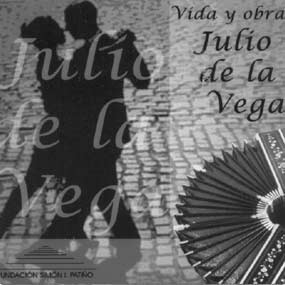 Vida y obra
Julio
de la
Vega
Julio
de la
Vega
FUNDACIÓN SIMÓN I. PATIÑO